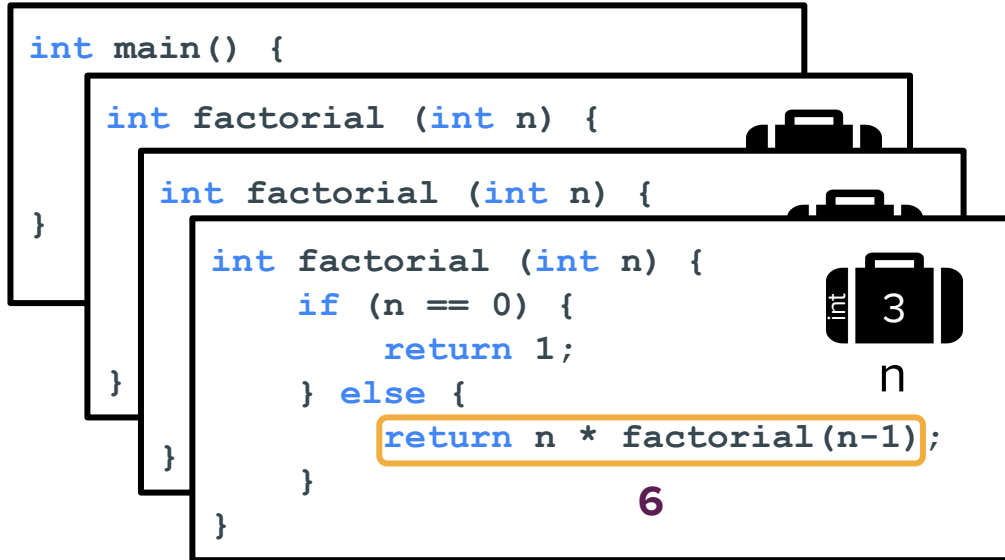 int main() {
}
int factorial (int n) {
}
int factorial (int n) {
}
int factorial (int n) {
if (n == 0) {
return 1;
} else {
return n * factorial(n-1);
}
}
int 3
n
6